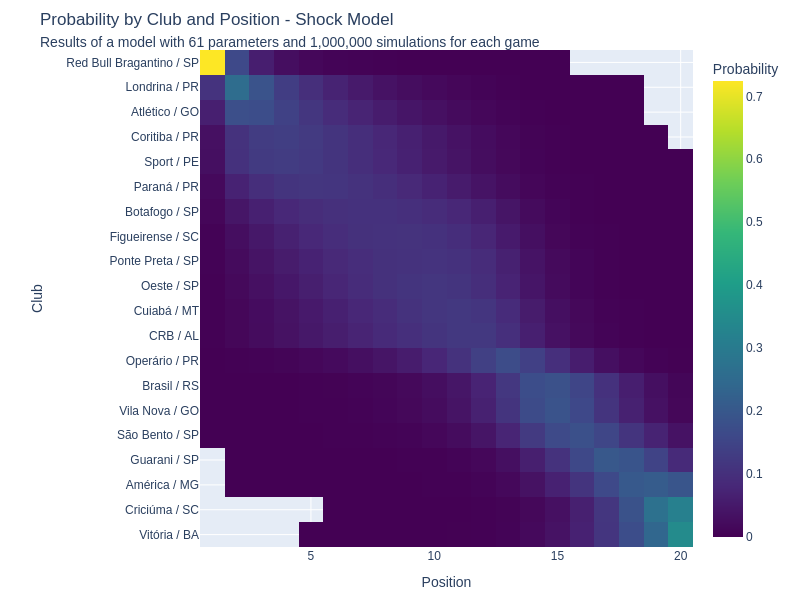 Probability by Club and Position - Shock Model
Results of a model with 61 parameters and 1,000,000 simulations for each game
Probability
Red Bull Bragantino / SP
Londrina / PR
Atlético / GO
Coritiba / PR
Sport / PE
Paraná / PR
Botafogo / SP
Figueirense / SC
Ponte Preta / SP
Oeste / SP
Cuiabá / MT
CRB / AL
Operário / PR
Brasil / RS
Vila Nova / GO
São Bento / SP
Guarani / SP
América / MG
Criciúma / SC
Vitória / BA
Club
0.7
0.6
0.5
0.4
0.3
0.2
0.1
0
5
10
15
20
Position